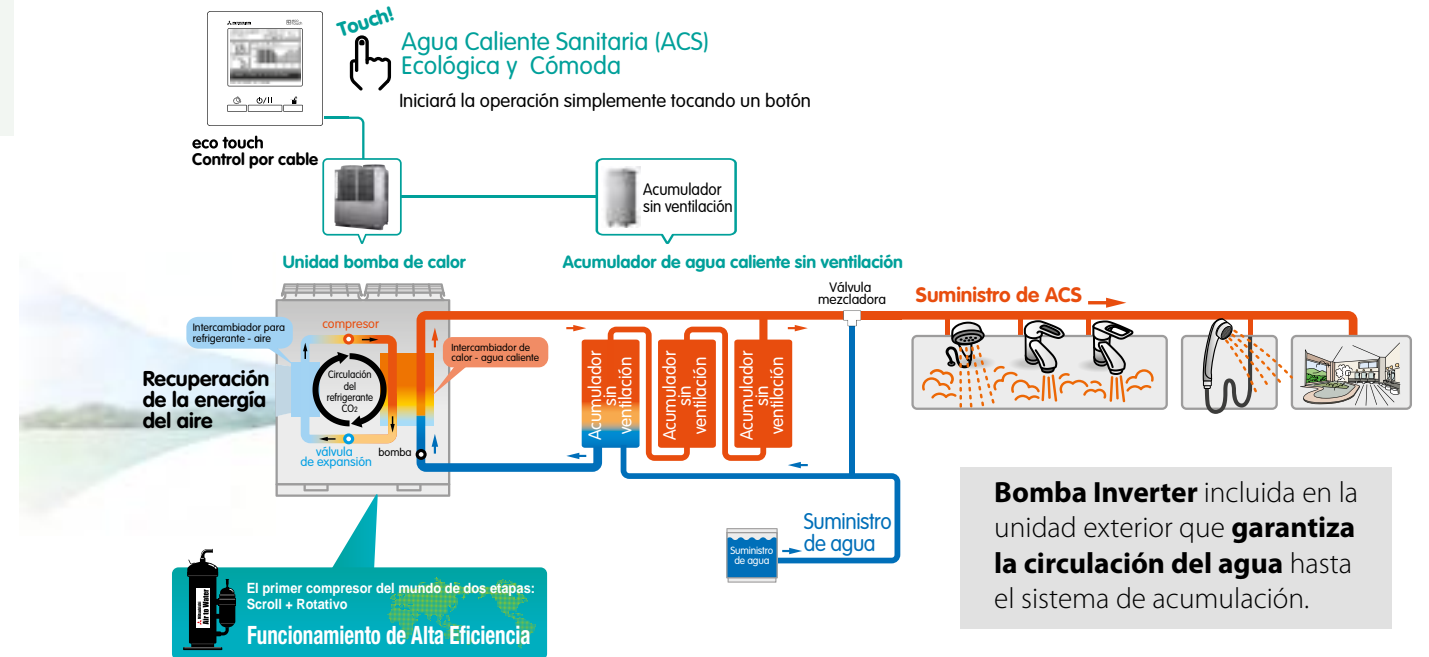 Touch!
Agua Caliente Sanitaria (ACS)
Ecológica y Cómoda
Iniciará la operación simplemente tocando un botón
eco touch
Control por cable
Acumulador
sin ventilación
Unidad bomba de calor
Acumulador de agua caliente sin ventilación
Válvula
mezcladora
Suministro de ACS
Intercambiador para
refrigerante - aire
compresor
Intercambiador de
calor - agua caliente
Circulación
del
refrigerante
CO2
válvula
de expansión
bomba
Recuperación
de la energía
del aire
Acumulador
sin
ventilación
Acumulador
sin
ventilación
Acumulador
sin
ventilación
Suministro
de agua
Suministro
de agua
Bomba Inverter incluida en la
unidad exterior que garantiza
la circulación del agua hasta
el sistema de acumulación.
Air to Water
El primer compresor del mundo de dos etapas:
Scroll + Rotativo
Funcionamiento de Alta Eficiencia